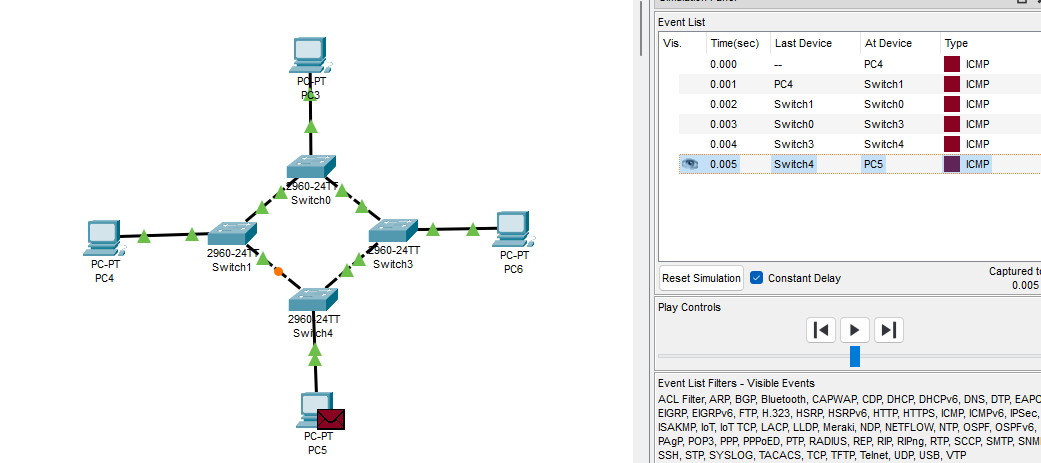 Simulation Panel
Event List
Vis. Time(sec) Last Device At Device Type
0.000 -- PC4 ICMP
0.001 PC4 Switch1 ICMP
0.002 Switch1 Switch0 ICMP
0.003 Switch0 Switch3 ICMP
0.004 Switch3 Switch4 ICMP
0.005 Switch4 PC5 ICMP
Reset Simulation Constant Delay
Captured to
0.005
Play Controls
Event List Filters - Visible Events
ACL Filter, ARP, BGP, Bluetooth, CAPWAP, CDP, DHCP, DHCPv6, DNS, DTP, EAPO
EIGRP, EIGRPv6, FTP, H.323, HSRP, HSRPv6, HTTP, HTTPS, ICMP, ICMPv6, IPSec,
ISAKMP, IoT, IoT TCP, LACP, LLDP, Meraki, NDP, NETFLOW, NTP, OSPF, OSPFv6,
PAgP, POP3, PPP, PPPoED, PTP, RADIUS, REP, RIP, RIPng, RTP, SCCP, SMTP, SNM
SSH, STP, SYSLOG, TACACS, TCP, TFTP, Telnet, UDP, USB, VTP
PC-PT
PC3
2960-24TT
Switch0
PC-PT
PC4
2960-24TT
Switch1
2960-24TT
Switch3
PC-PT
PC6
2960-24TT
Switch4
PC-PT
PC5